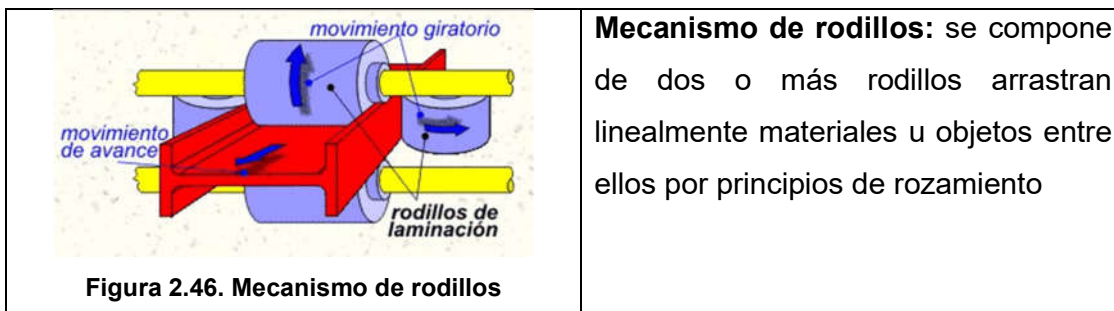 movimiento giratorio
movimiento
de avance
rodillos de
laminación
Figura 2.46. Mecanismo de rodillos
Mecanismo de rodillos: se compone
de dos o más rodillos arrastran
linealmente materiales u objetos entre
ellos por principios de rozamiento